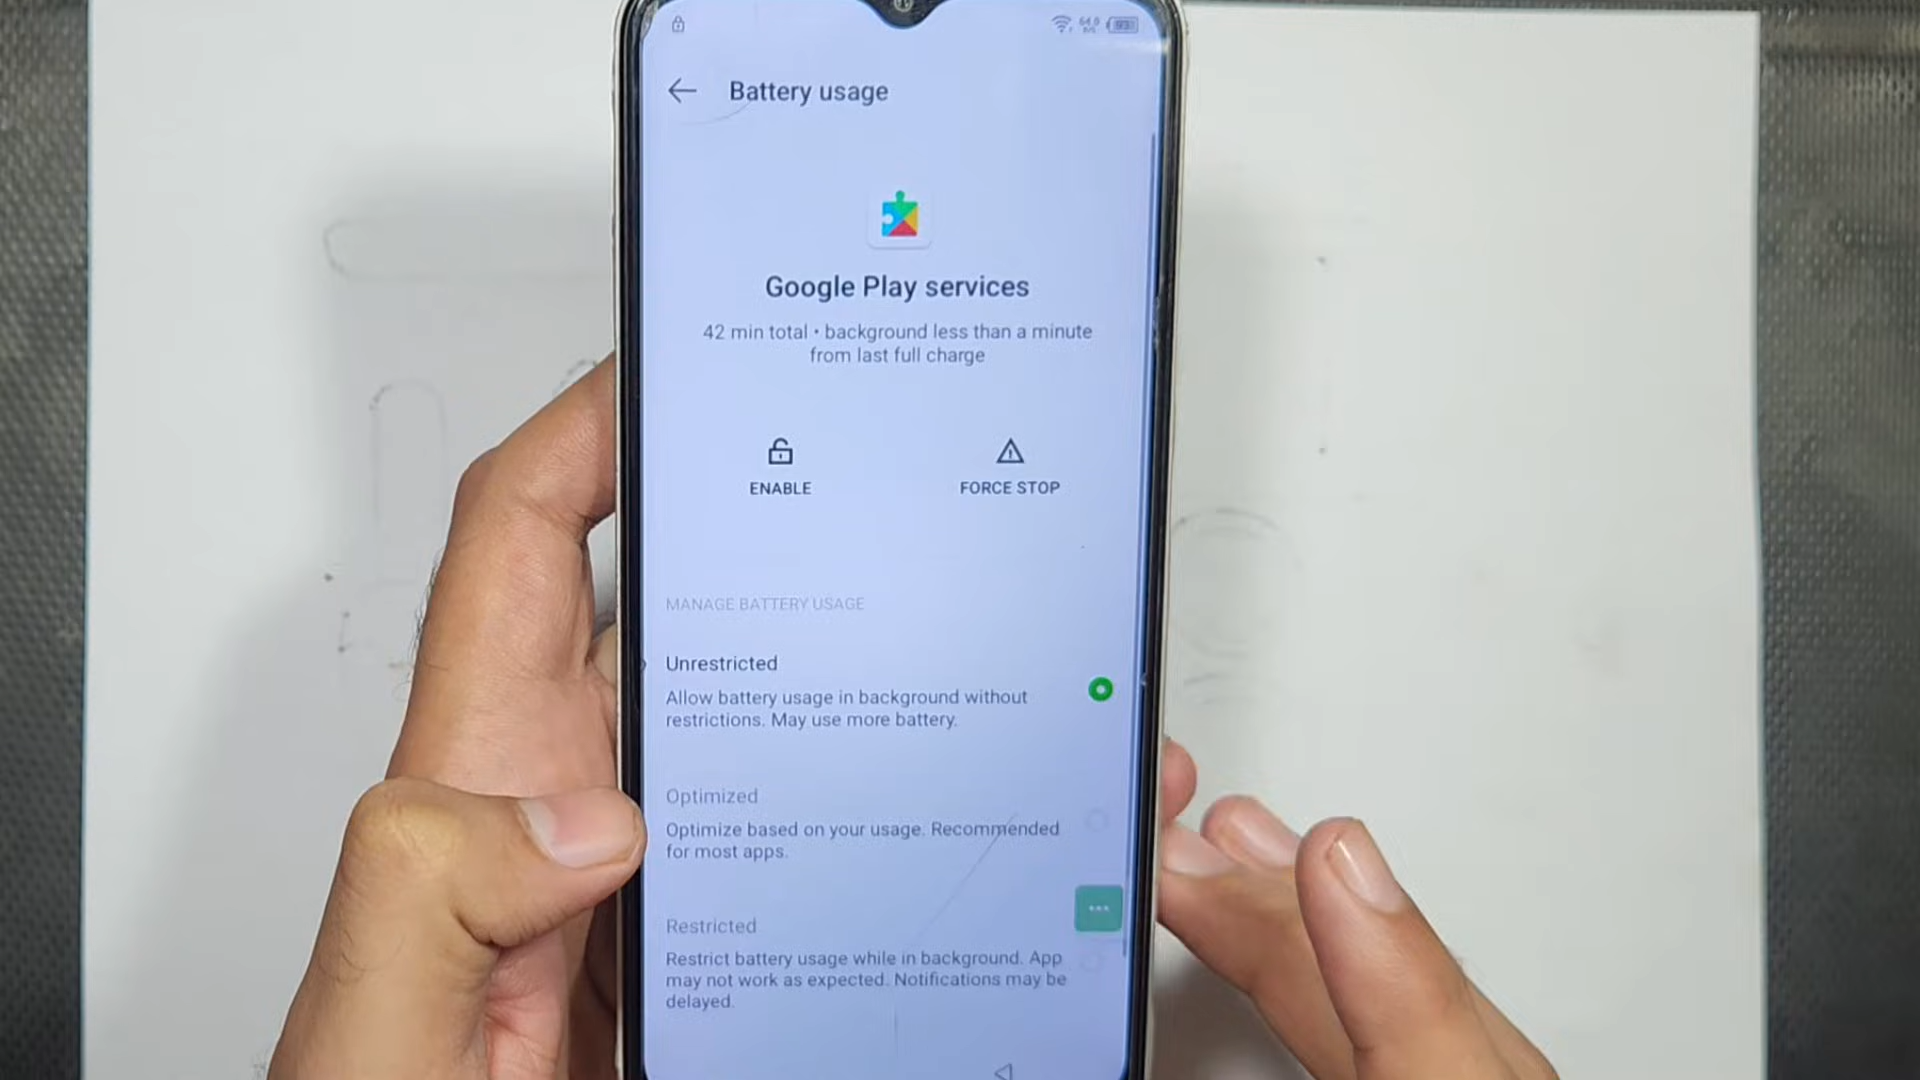 Battery usage
Google Play services
42 min total • background less than a minute
from last full charge
ENABLE
FORCE STOP
MANAGE BATTERY USAGE
Unrestricted
Allow battery usage in background without
restrictions. May use more battery.
Optimized
Optimize based on your usage. Recommended
for most apps.
Restricted
Restrict battery usage while in background. App
may not work as expected. Notifications may be
delayed.